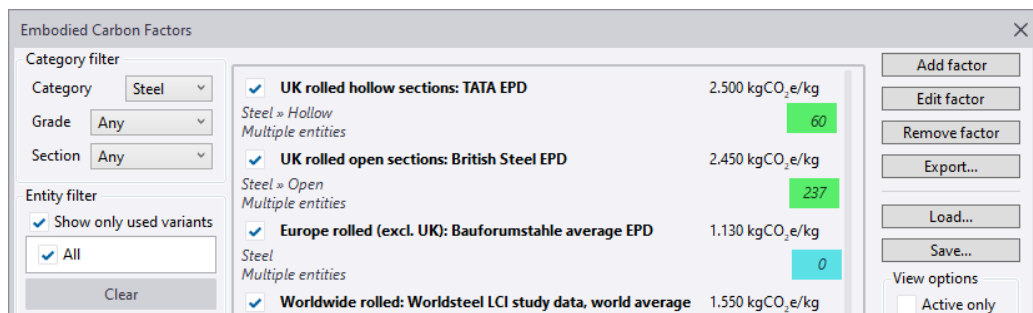 Embodied Carbon Factors
Category filter
Category Steel
Grade Any
Section Any
Entity filter
Show only used variants
All
Clear
UK rolled hollow sections: TATA EPD 2.500 kgCO₂e/kg
Steel » Hollow
Multiple entities 60
UK rolled open sections: British Steel EPD 2.450 kgCO₂e/kg
Steel » Open
Multiple entities 237
Europe rolled (excl. UK): Bauforumstahle average EPD 1.130 kgCO₂e/kg
Steel
Multiple entities 0
Worldwide rolled: Worldsteel LCI study data, world average 1.550 kgCO₂e/kg
Add factor
Edit factor
Remove factor
Export...
Load...
Save...
View options
Active only